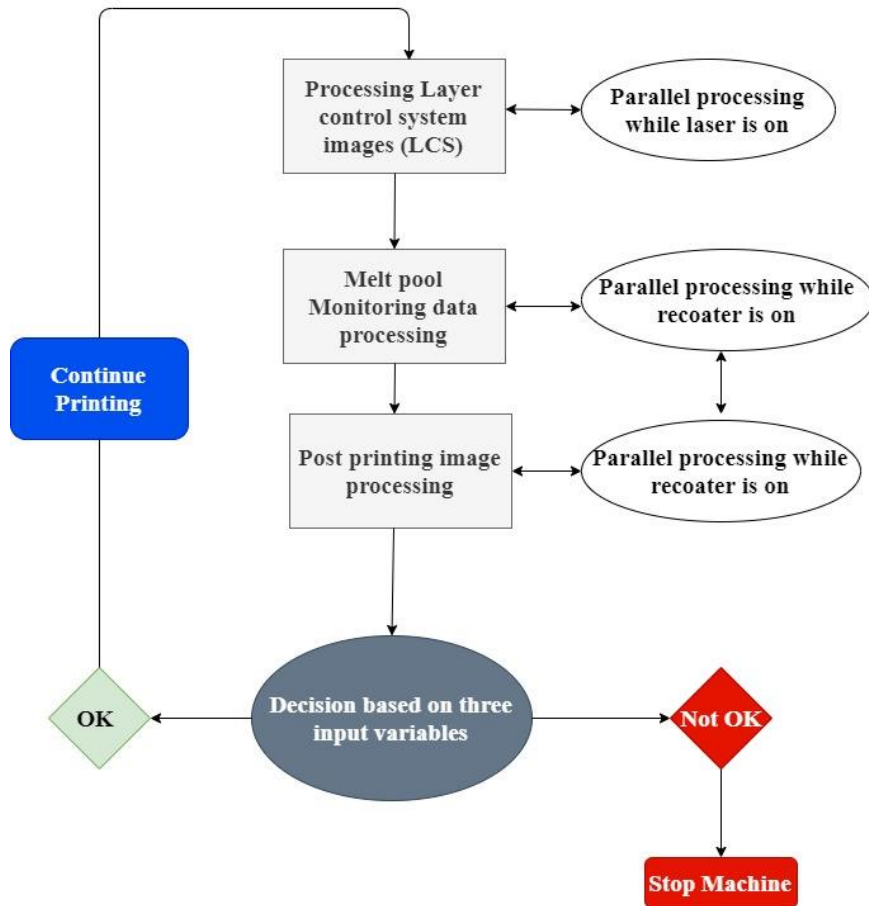 Processing Layer
control system
images (LCS)
Parallel processing
while laser is on
Melt pool
Monitoring data
processing
Parallel processing while
recoater is on
Continue
Printing
Post printing image
processing
Parallel processing while
recoater is on
Decision based on three
input variables
OK
Not OK
Stop Machine